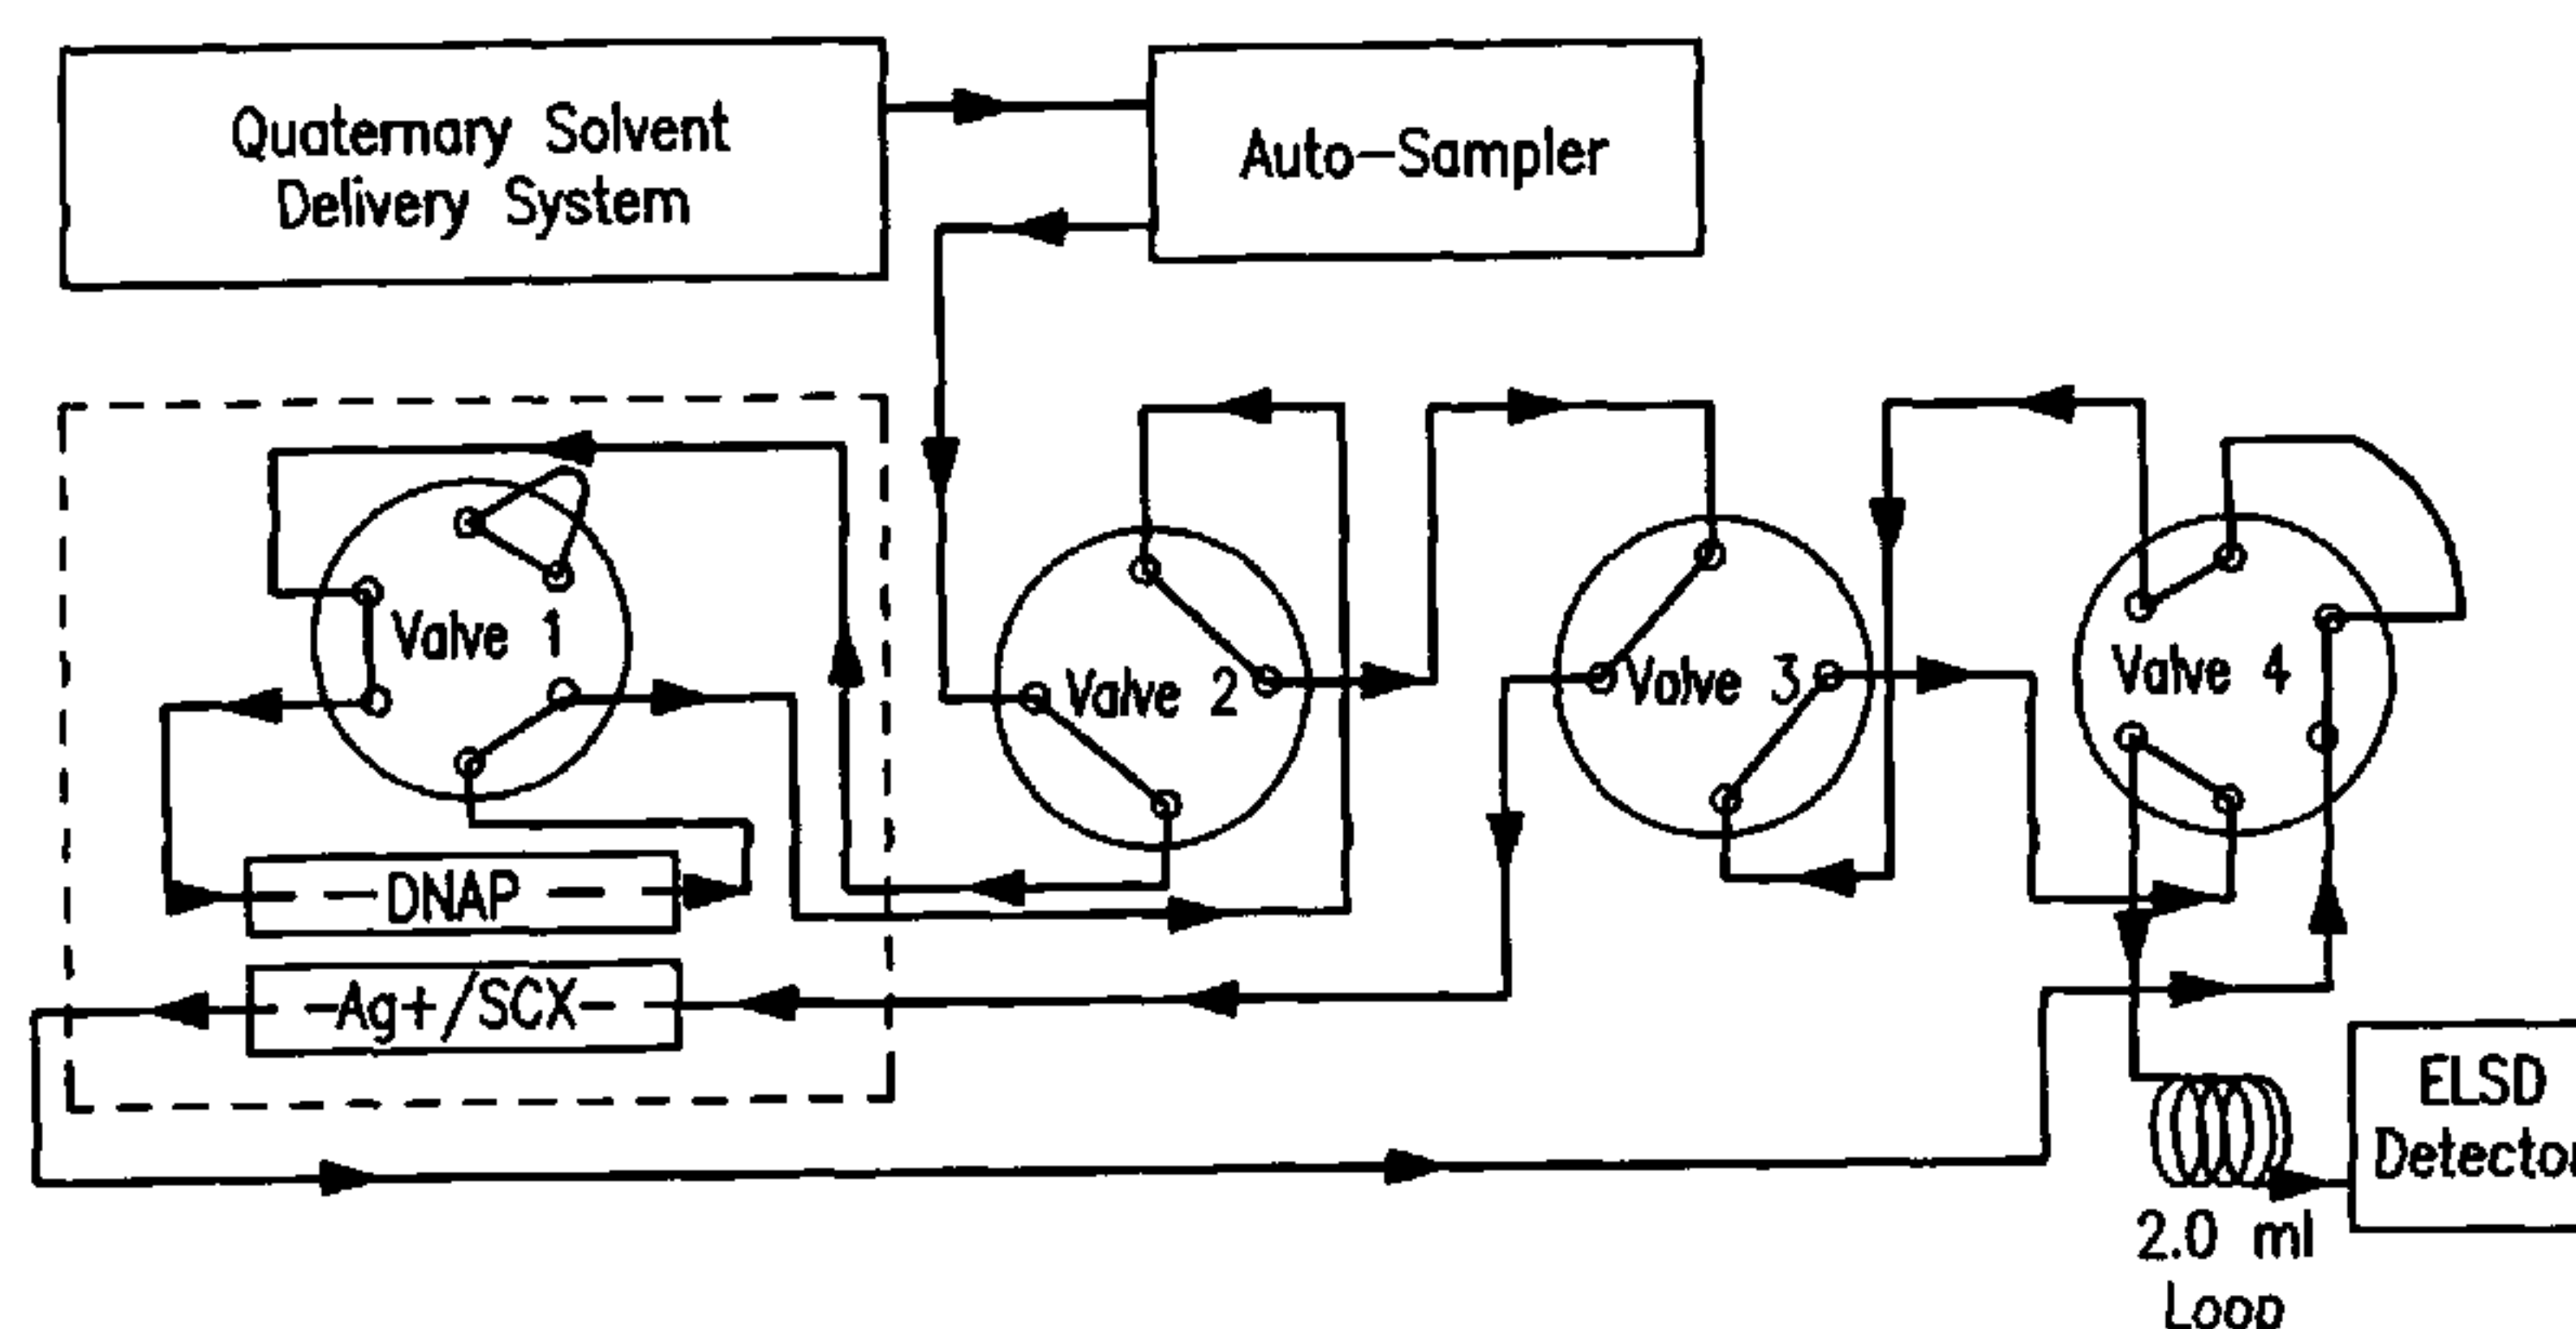 Quaternary Solvent
Delivery System
Auto-Sampler
Valve 1
Valve 2
Valve 3
Valve 4
DNAP
Ag+/SCX
ELSD
Detector
2.0 ml
Loop